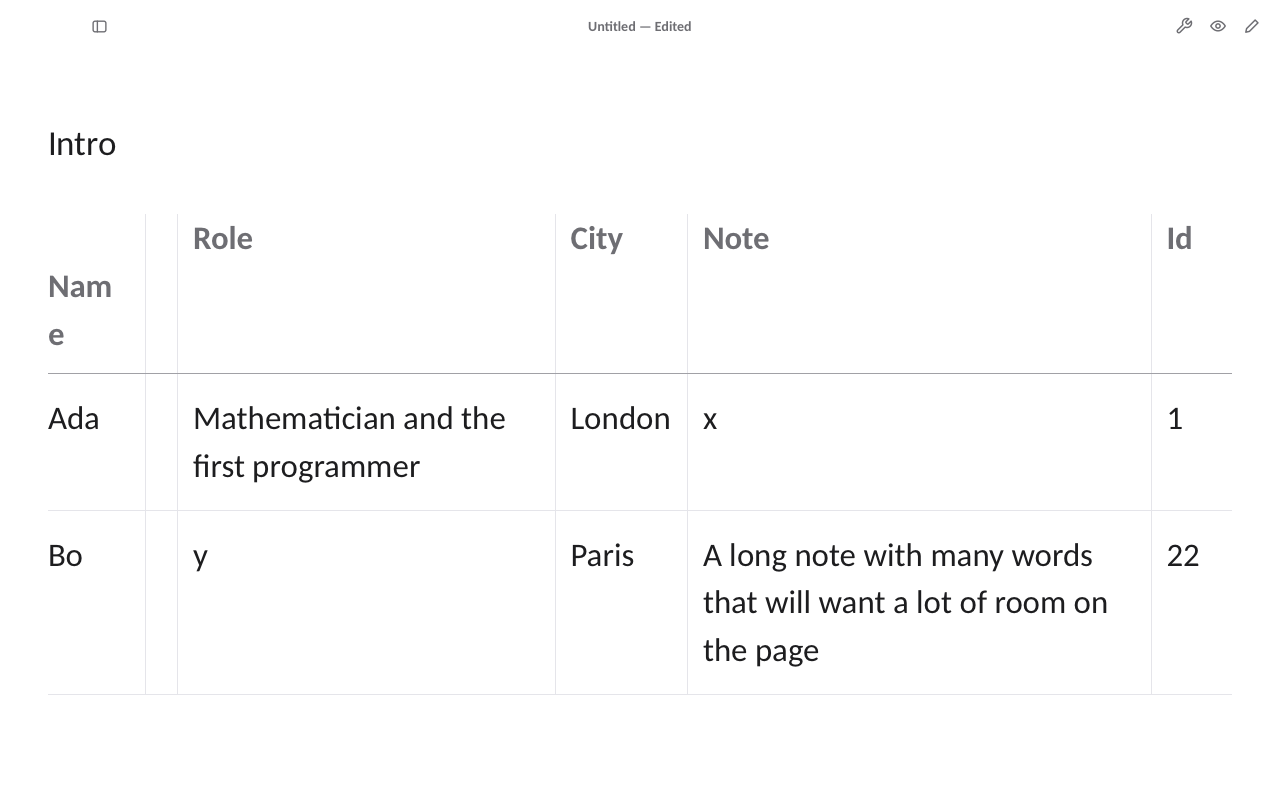 Untitled — Edited
Intro
Role City Note Id
Nam
e
Ada Mathematician and the London x 1
first programmer
Bo y Paris A long note with many words 22
that will want a lot of room on
the page